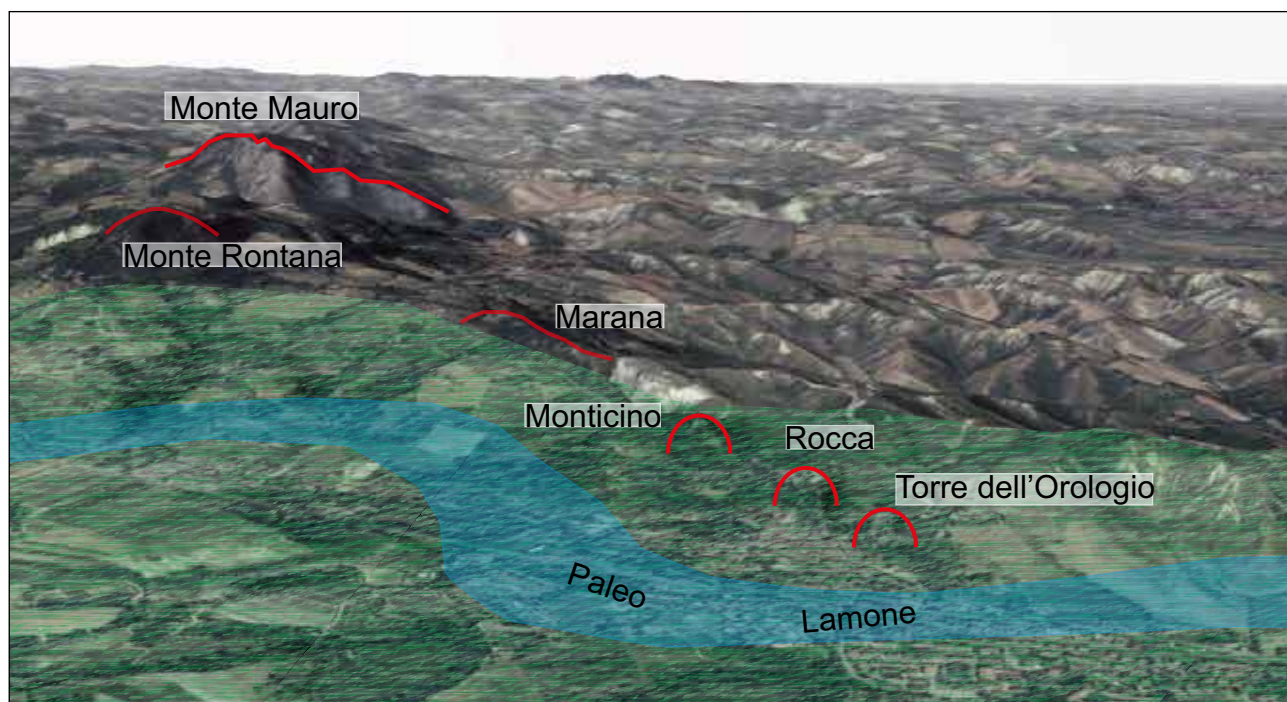 Monte Mauro
Monte Rontana
Marana
Monticino
Rocca
Torre dell’Orologio
Paleo
Lamone